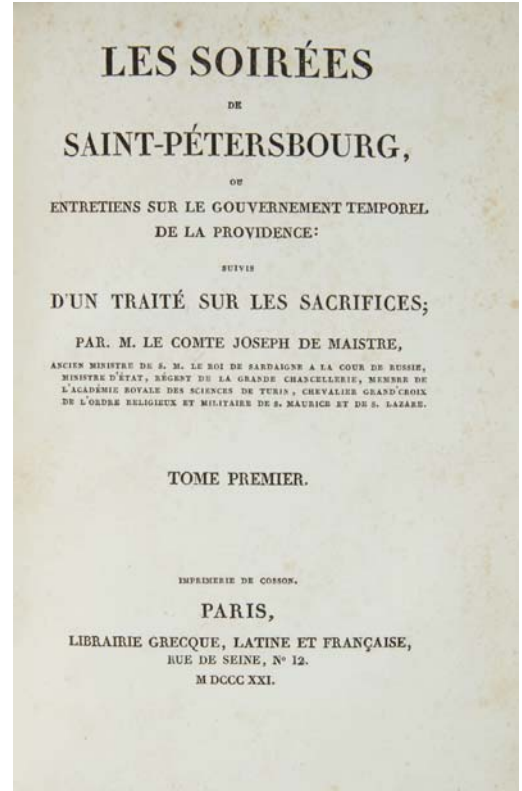 LES SOIRÉES
DE
SAINT-PÉTERSBOURG,
OU
ENTRETIENS SUR LE GOUVERNEMENT TEMPOREL
DE LA PROVIDENCE:
SUIVIS
D'UN TRAITÉ SUR LES SACRIFICES;
PAR. M. LE COMTE JOSEPH DE MAISTRE,
ANCIEN MINISTRE DE S. M. LE ROI DE SARDAIGNE A LA COUR DE RUSSIE,
MINISTRE D'ÉTAT, RÉGENT DE LA GRANDE CHANCELLERIE, MEMBRE DE
L'ACADÉMIE ROYALE DES SCIENCES DE TURIN, CHEVALIER GRAND'CROIX
DE L'ORDRE RELIGIEUX ET MILITAIRE DE S. MAURICE ET DE S. LAZARE.
TOME PREMIER.
IMPRIMERIE DE COSSON.
PARIS,
LIBRAIRIE GRECQUE, LATINE ET FRANÇAISE,
RUE DE SEINE, Nº 12.
M DCCC XXI.